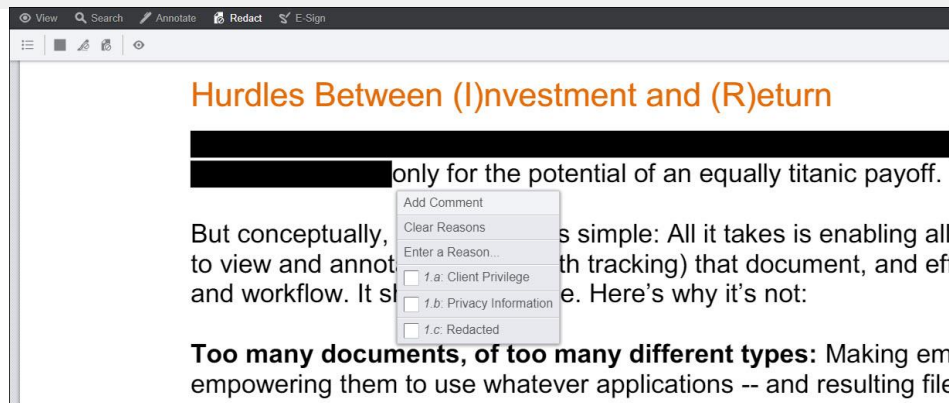 View Search Annotate Redact E-Sign
Hurdles Between (I)nvestment and (R)eturn
only for the potential of an equally titanic payoff.
Add Comment
Clear Reasons
Enter a Reason...
1.a: Client Privilege
1.b: Privacy Information
1.c: Redacted
But conceptually, s simple: All it takes is enabling all
to view and annot th tracking) that document, and ef
and workflow. It s e. Here's why it's not:
Too many documents, of too many different types: Making em
empowering them to use whatever applications -- and resulting file